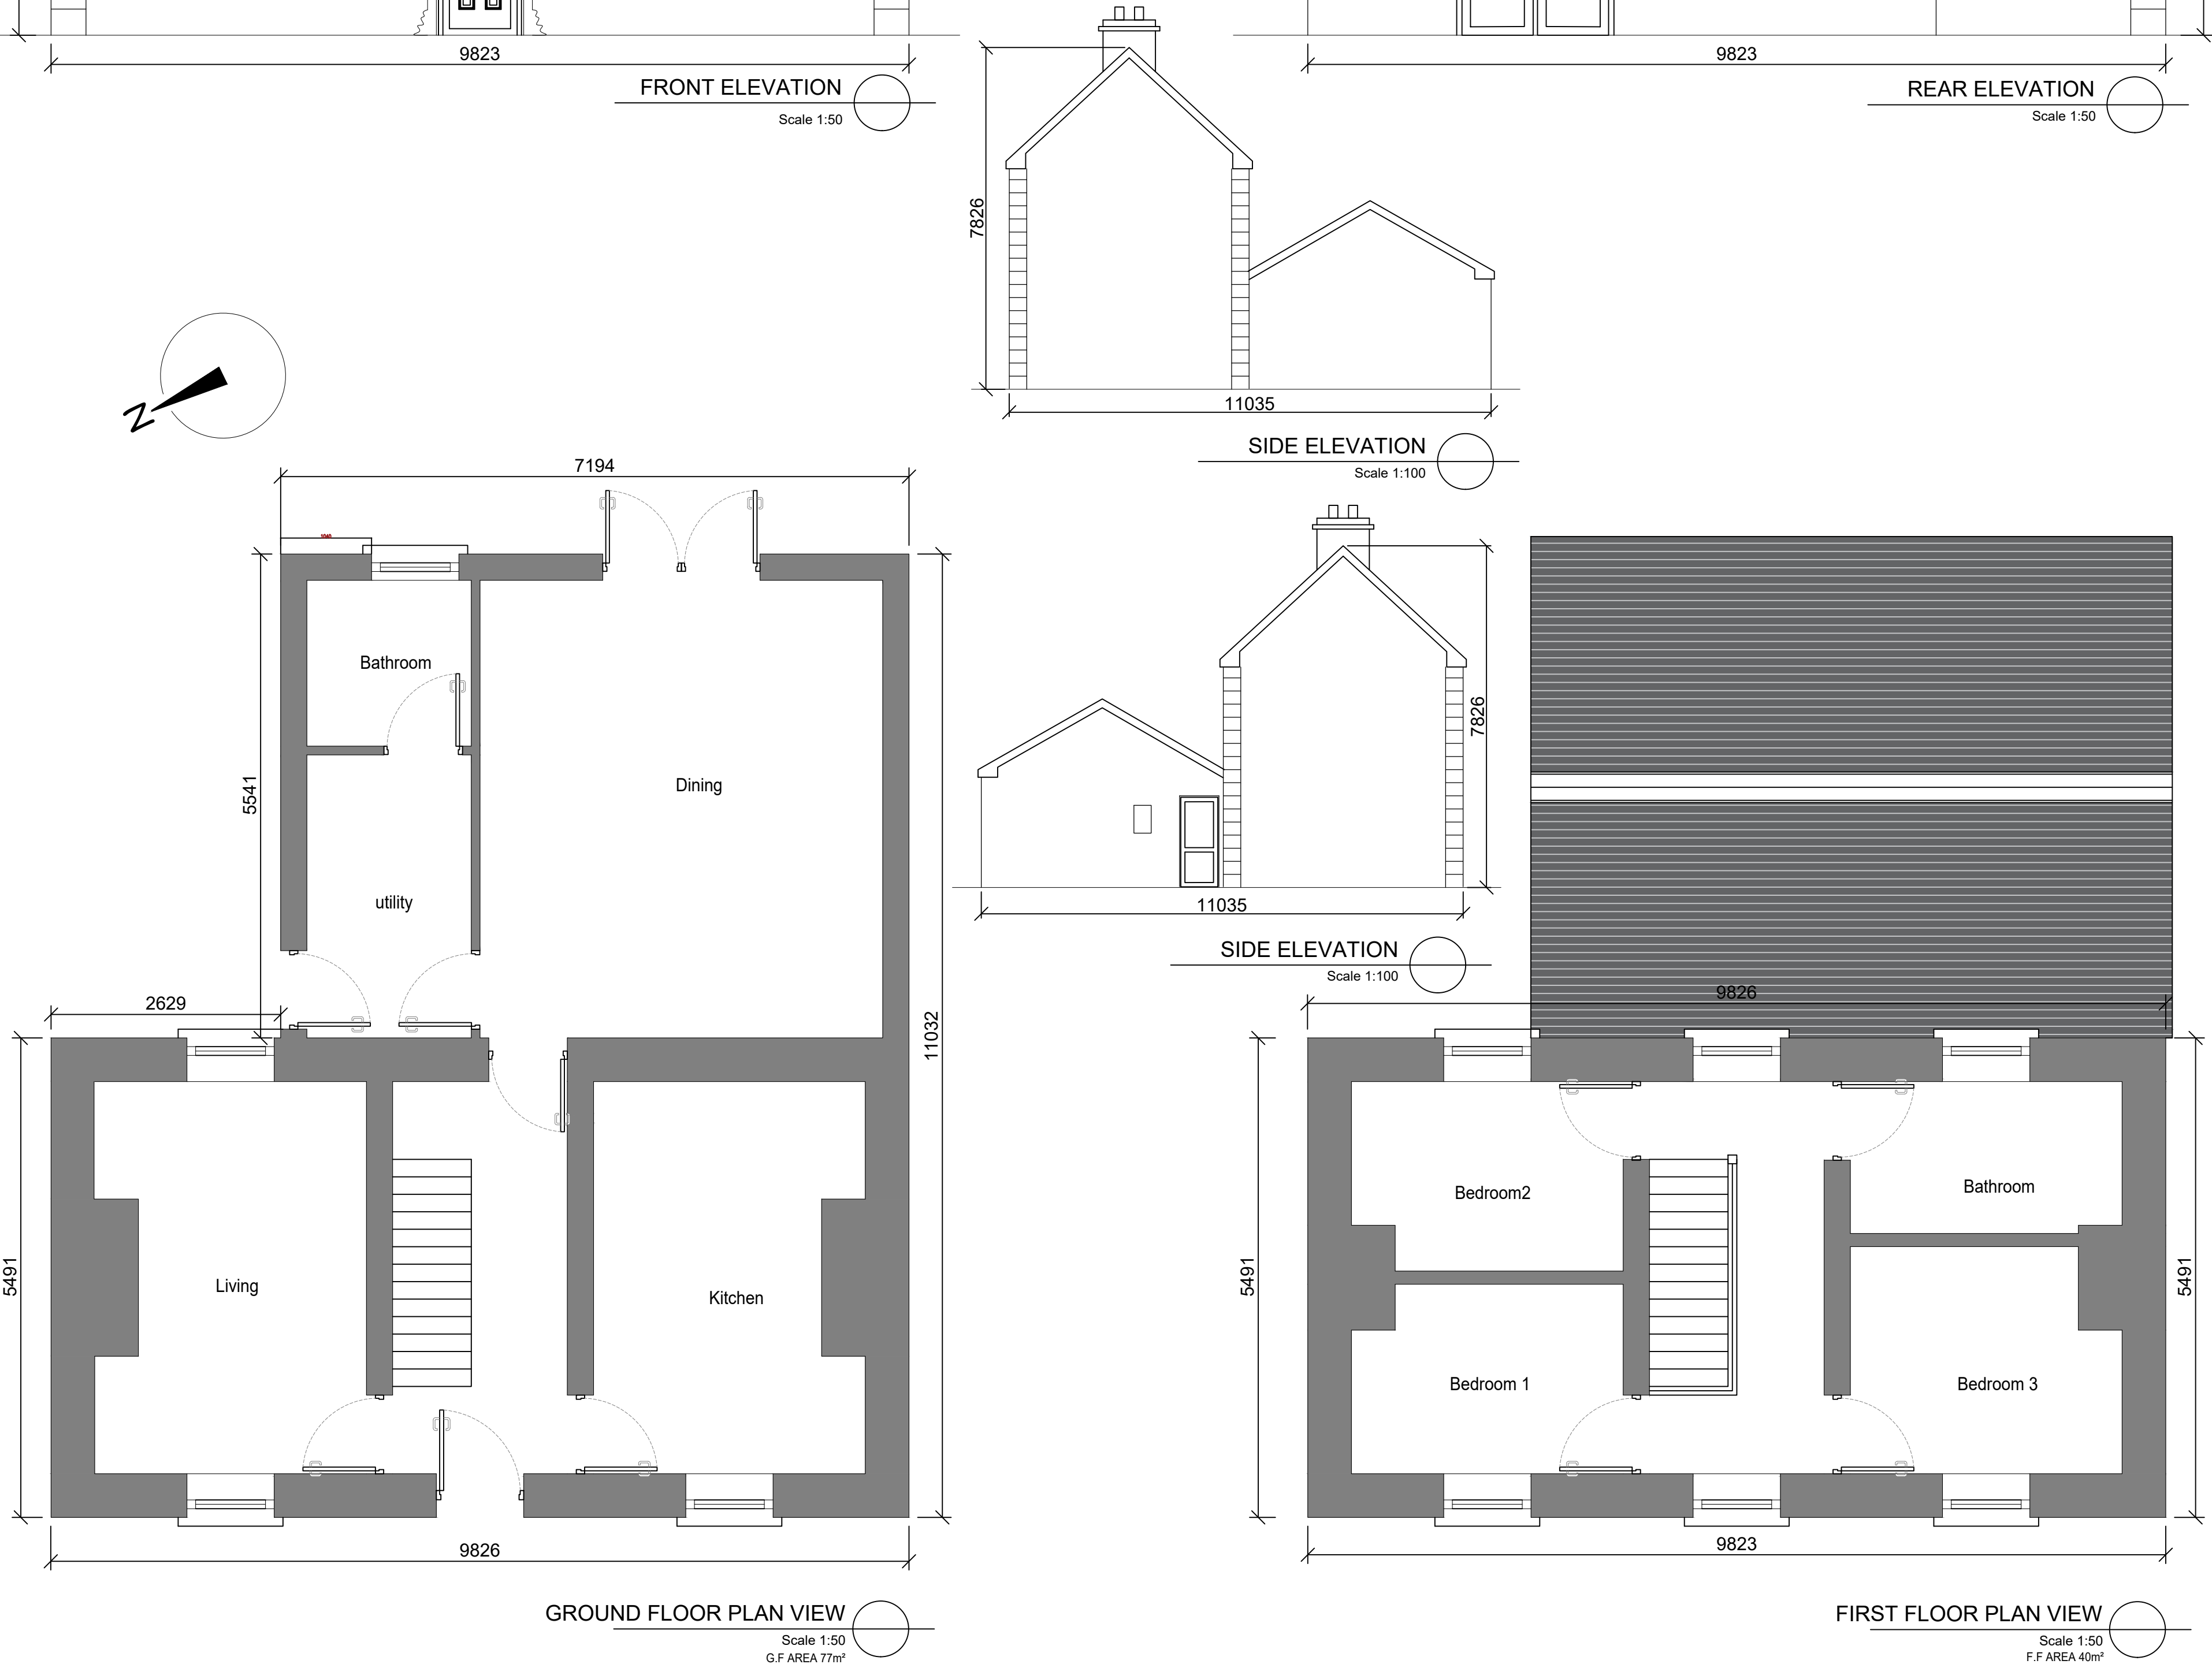 9823
FRONT ELEVATION
Scale 1:50
9823
REAR ELEVATION
Scale 1:50
7826
11035
SIDE ELEVATION
Scale 1:100
N
7194
1040
5541
Bathroom
Dining
utility
2629
11032
5491
Living
Kitchen
9826
GROUND FLOOR PLAN VIEW
Scale 1:50
G.F AREA 77m²
7826
11035
SIDE ELEVATION
Scale 1:100
9826
5491
Bedroom2
Bathroom
5491
Bedroom 1
Bedroom 3
9823
FIRST FLOOR PLAN VIEW
Scale 1:50
F.F AREA 40m²